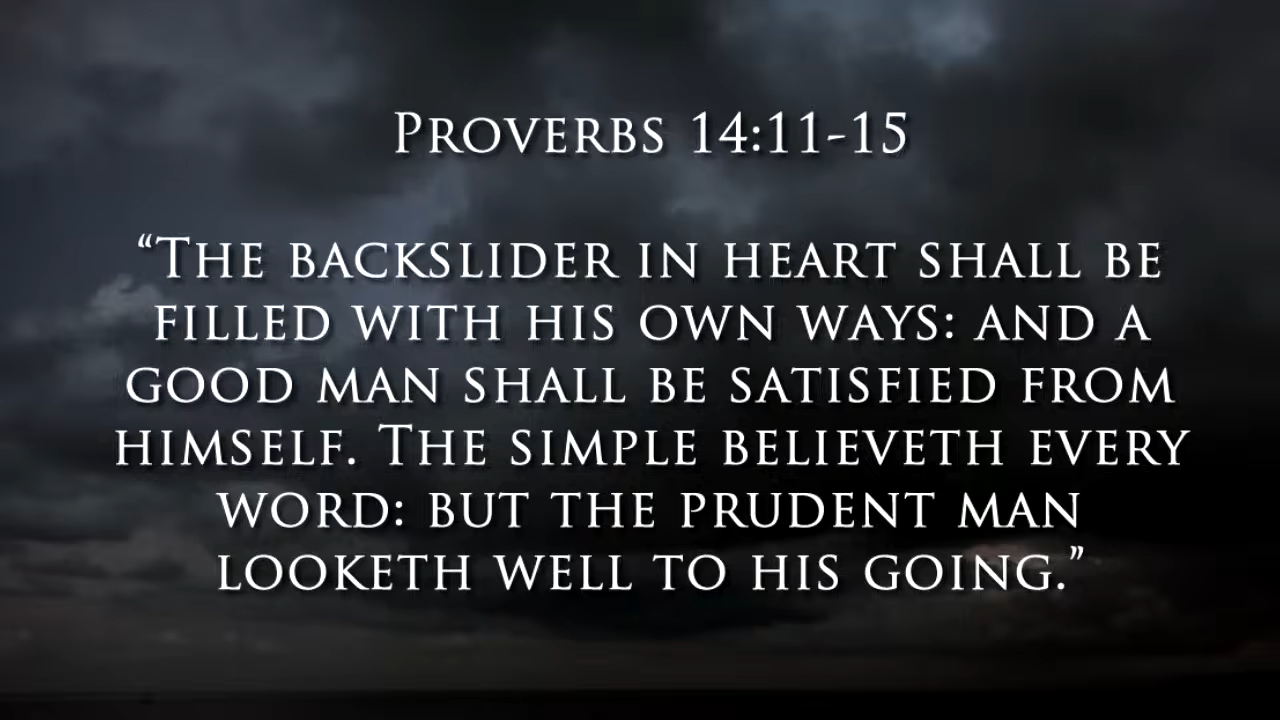 Proverbs 14:11-15
“The backslider in heart shall be
filled with his own ways: and a
good man shall be satisfied from
himself. The simple believeth every
word: but the prudent man
looketh well to his going.”